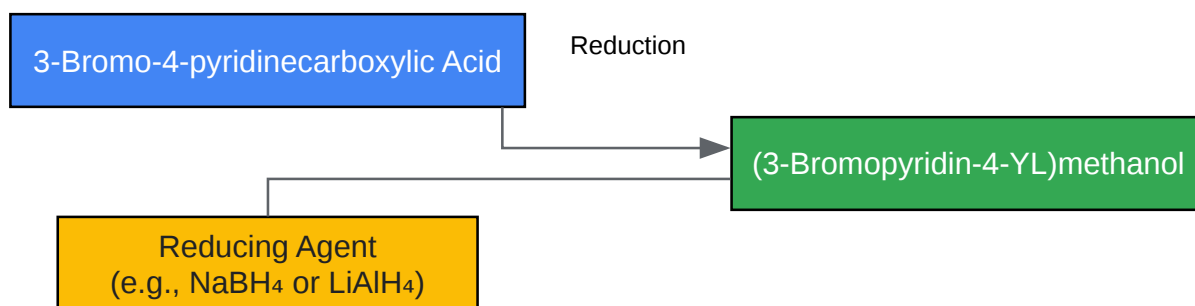 3-Bromo-4-pyridinecarboxylic Acid
Reduction
(3-Bromopyridin-4-YL)methanol
Reducing Agent
(e.g., NaBH₄ or LiAlH₄)